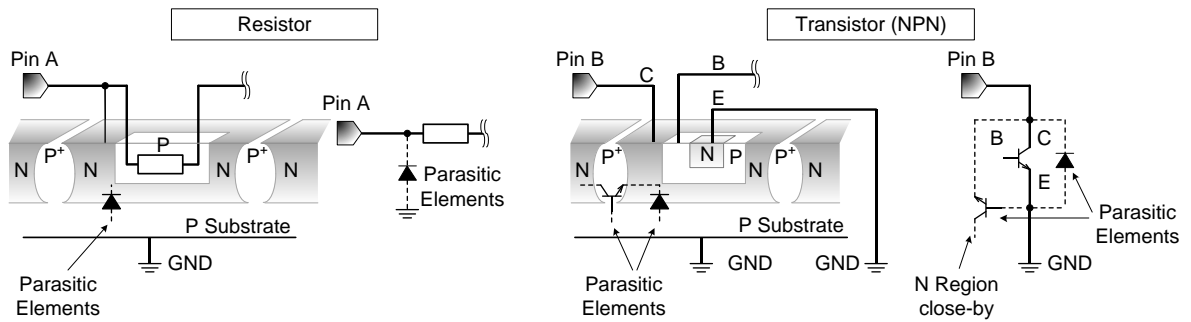 Resistor
Transistor (NPN)
Pin A
Pin A
N
P+
N
P
N
P+
N
Parasitic
Elements
P Substrate
GND
Parasitic
Elements
Pin B
C
B
E
N
P+
N
N
P
N
P+
N
P Substrate
GND
GND
Parasitic
Elements
Pin B
B
C
E
Parasitic
Elements
GND
N Region
close-by